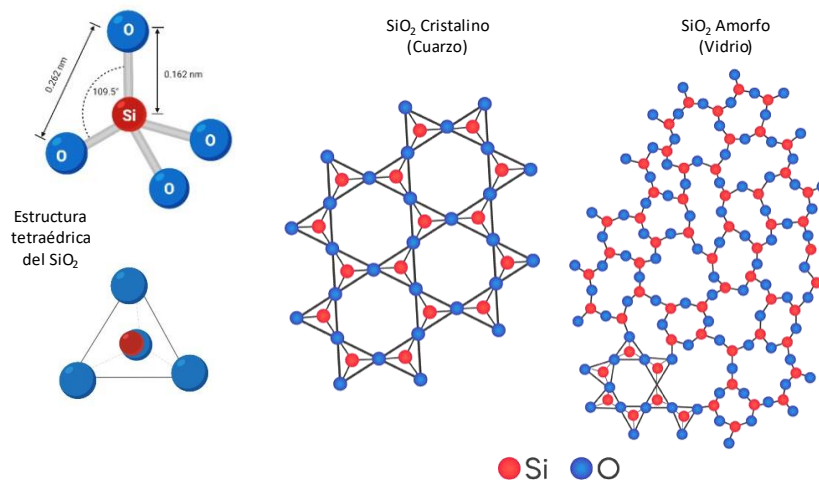 O
0.262 nm
109.5°
0.162 nm
Si
O
O
O
Estructura
tetraédrica
del SiO₂
SiO₂ Cristalino
(Cuarzo)
SiO₂ Amorfo
(Vidrio)
Si
O